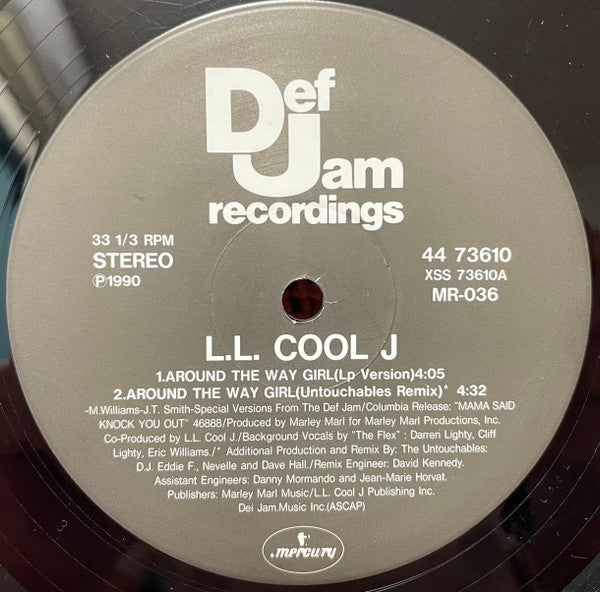 Def
Jam
recordings
33 1/3 RPM
STEREO
Ⓟ1990
44 73610
XSS 73610A
MR-036
L.L. COOL J
1.AROUND THE WAY GIRL(Lp Version)4:05
2.AROUND THE WAY GIRL(Untouchables Remix)* 4:32
-M.Williams-J.T. Smith-Special Versions From The Def Jam/Columbia Release: "MAMA SAID
KNOCK YOU OUT" 46888/Produced by Marley Marl for Marley Marl Productions, Inc.
Co-Produced by L.L. Cool J./Background Vocals by "The Flex" : Darren Lighty, Cliff
Lighty, Eric Williams./* Additional Production and Remix By: The Untouchables:
D.J. Eddie F., Nevelle and Dave Hall./Remix Engineer: David Kennedy.
Assistant Engineers: Danny Mormando and Jean-Marie Horvat.
Publishers: Marley Marl Music/L.L. Cool J Publishing Inc.
Dei Jam.Music Inc.(ASCAP)
mercury